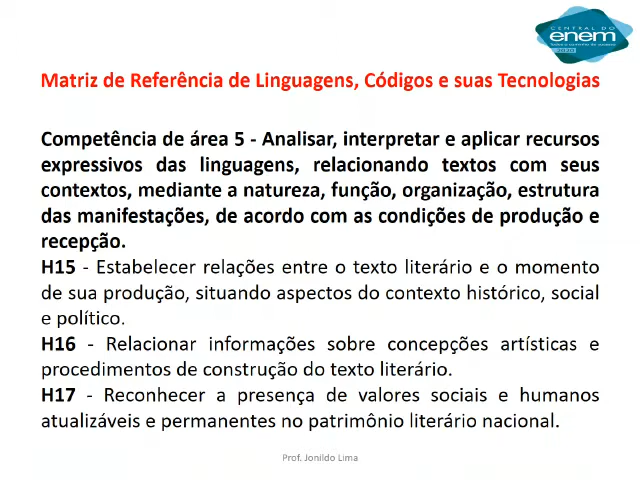 CENTRAL DO
enem
Matriz de Referência de Linguagens, Códigos e suas Tecnologias
Competência de área 5 - Analisar, interpretar e aplicar recursos
expressivos das linguagens, relacionando textos com seus
contextos, mediante a natureza, função, organização, estrutura
das manifestações, de acordo com as condições de produção e
recepção.
H15 - Estabelecer relações entre o texto literário e o momento
de sua produção, situando aspectos do contexto histórico, social
e político.
H16 - Relacionar informações sobre concepções artísticas e
procedimentos de construção do texto literário.
H17 - Reconhecer a presença de valores sociais e humanos
atualizáveis e permanentes no patrimônio literário nacional.
Prof. Jonildo Lima